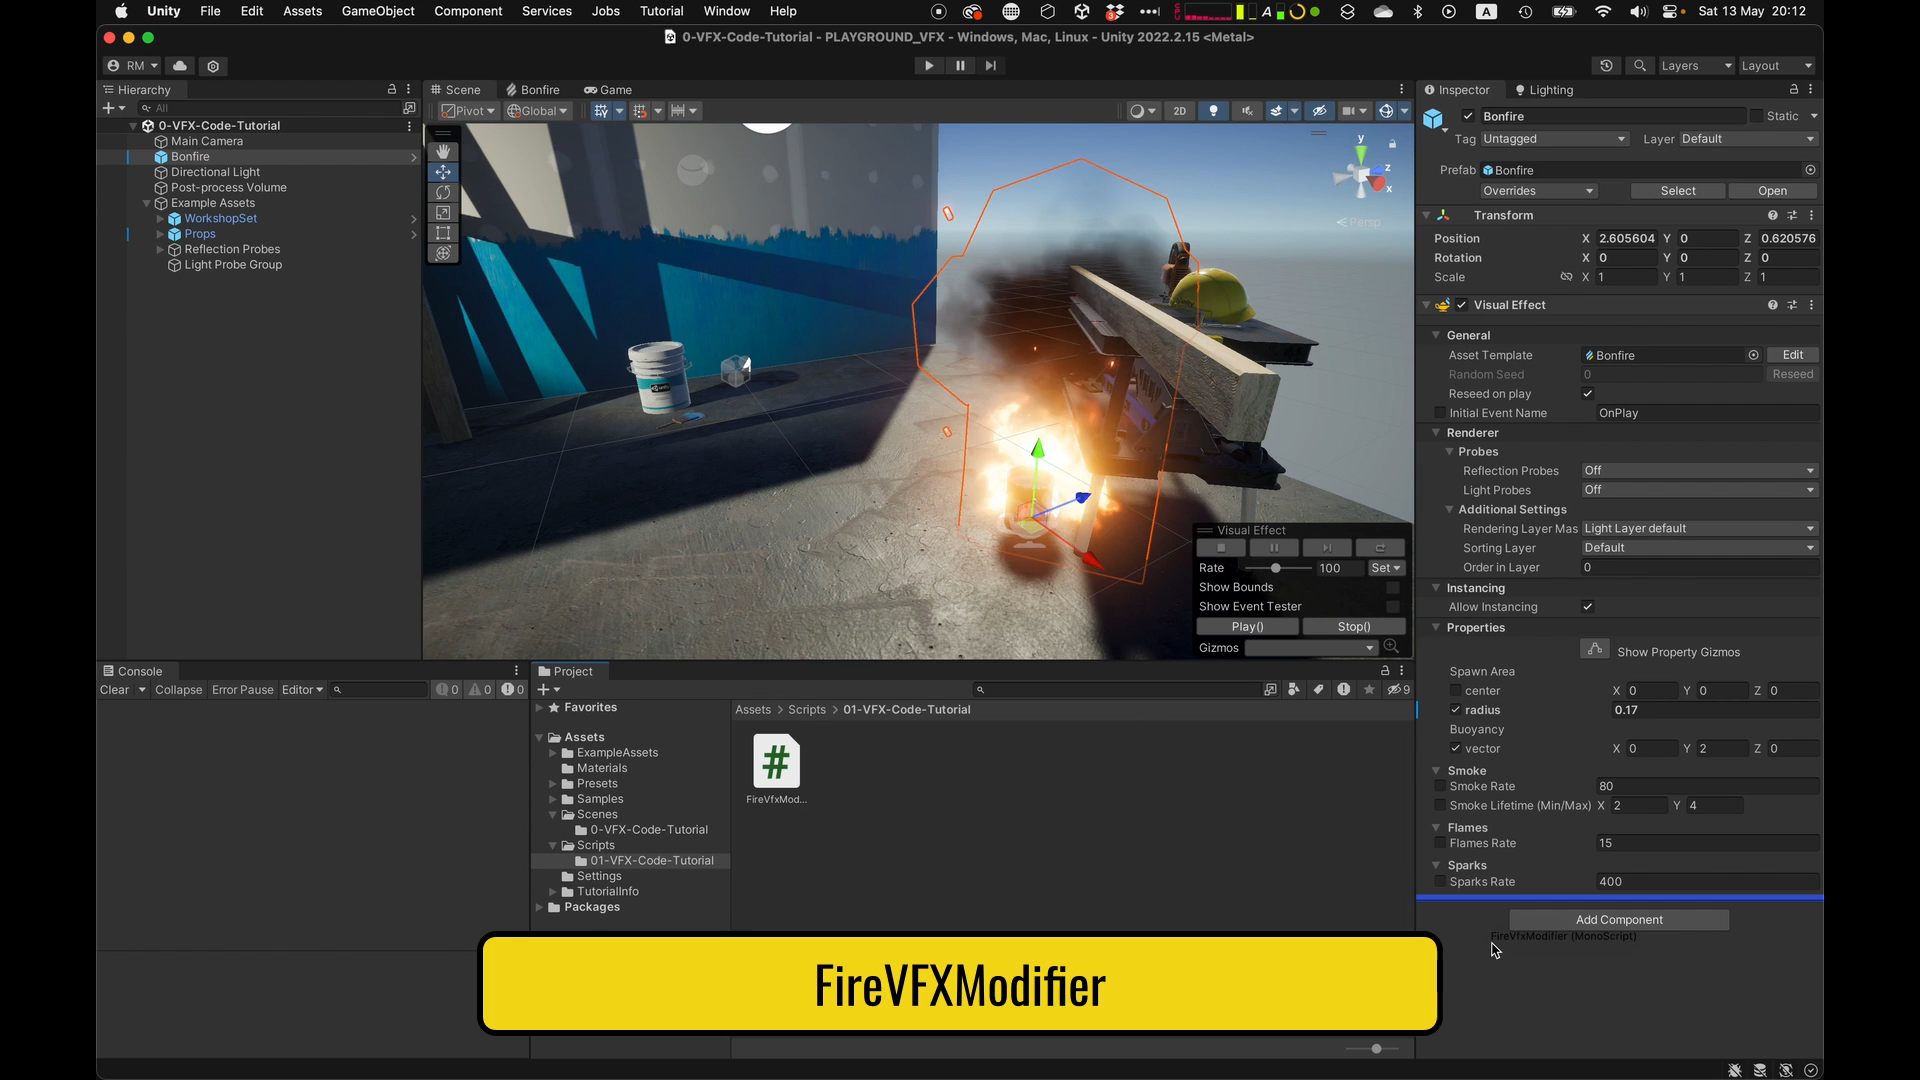 Unity File Edit Assets GameObject Component Services Jobs Tutorial Window Help
Sat 13 May 20:12
0-VFX-Code-Tutorial - PLAYGROUND_VFX - Windows, Mac, Linux - Unity 2022.2.15 <Metal>
RM
Layers Layout
Hierarchy
All
0-VFX-Code-Tutorial
Main Camera
Bonfire
Directional Light
Post-process Volume
Example Assets
WorkshopSet
Props
Reflection Probes
Light Probe Group
Scene Bonfire Game
Pivot Global
2D
y
z
x
Persp
Visual Effect
Rate 100 Set
Show Bounds
Show Event Tester
Play() Stop()
Gizmos
Inspector Lighting
Bonfire Static
Tag Untagged Layer Default
Prefab Bonfire
Overrides Select Open
Transform
Position X 2.605604 Y 0 Z 0.620576
Rotation X 0 Y 0 Z 0
Scale X 1 Y 1 Z 1
Visual Effect
General
Asset Template Bonfire Edit
Random Seed 0 Reseed
Reseed on play
Initial Event Name OnPlay
Renderer
Probes
Reflection Probes Off
Light Probes Off
Additional Settings
Rendering Layer Mas Light Layer default
Sorting Layer Default
Order in Layer 0
Instancing
Allow Instancing
Properties
Show Property Gizmos
Spawn Area
center X 0 Y 0 Z 0
radius 0.17
Buoyancy
vector X 0 Y 2 Z 0
Smoke
Smoke Rate 80
Smoke Lifetime (Min/Max) X 2 Y 4
Flames
Flames Rate 15
Sparks
Sparks Rate 400
Add Component
FireVfxModifier (MonoScript)
Console
Clear Collapse Error Pause Editor 0 0 0
Project
9
Favorites
Assets
ExampleAssets
Materials
Presets
Samples
Scenes
0-VFX-Code-Tutorial
Scripts
01-VFX-Code-Tutorial
Settings
TutorialInfo
Packages
Assets > Scripts > 01-VFX-Code-Tutorial
#
FireVfxMod...
FireVFXModifier